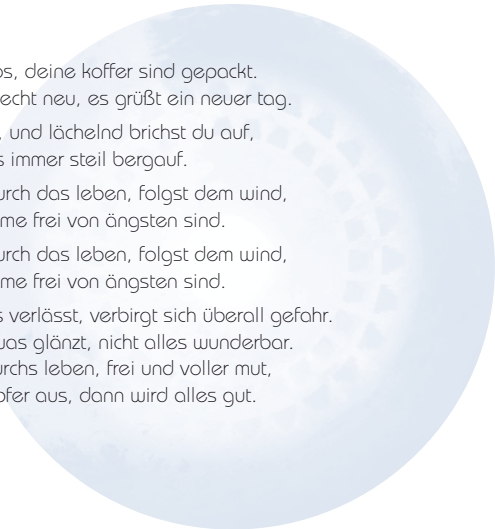 os, deine koffer sind gepackt.
echt neu, es grüßt ein neuer tag.
, und lächelnd brichst du auf,
s immer steil bergauf.
urch das leben, folgst dem wind,
me frei von ängsten sind.
urch das leben, folgst dem wind,
me frei von ängsten sind.
s verlässt, verbirgt sich überall gefahr.
was glänzt, nicht alles wunderbar.
urchs leben, frei und voller mut,
pfer aus, dann wird alles gut.